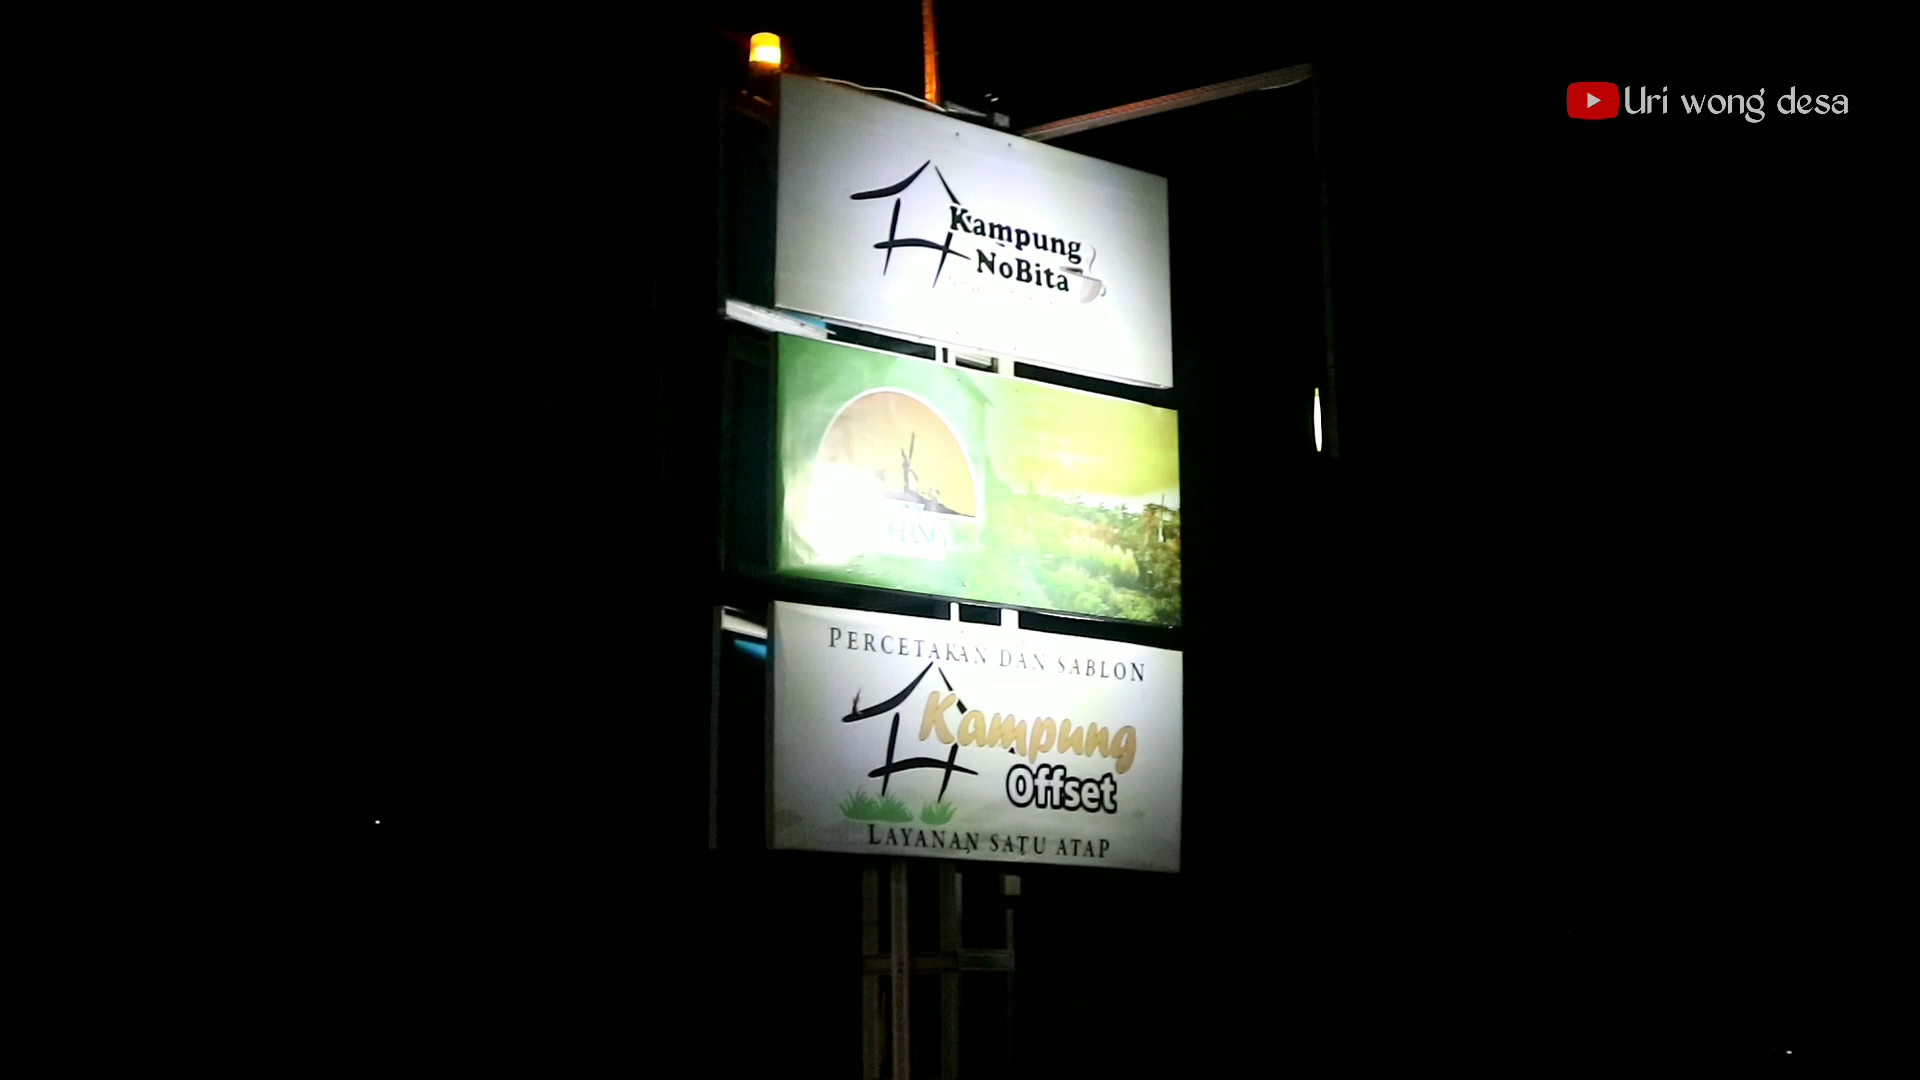 Uri wong desa
Kampung
NoBita
PERCETAKAN DAN SABLON
Kampung
Offset
LAYANAN SATU ATAP